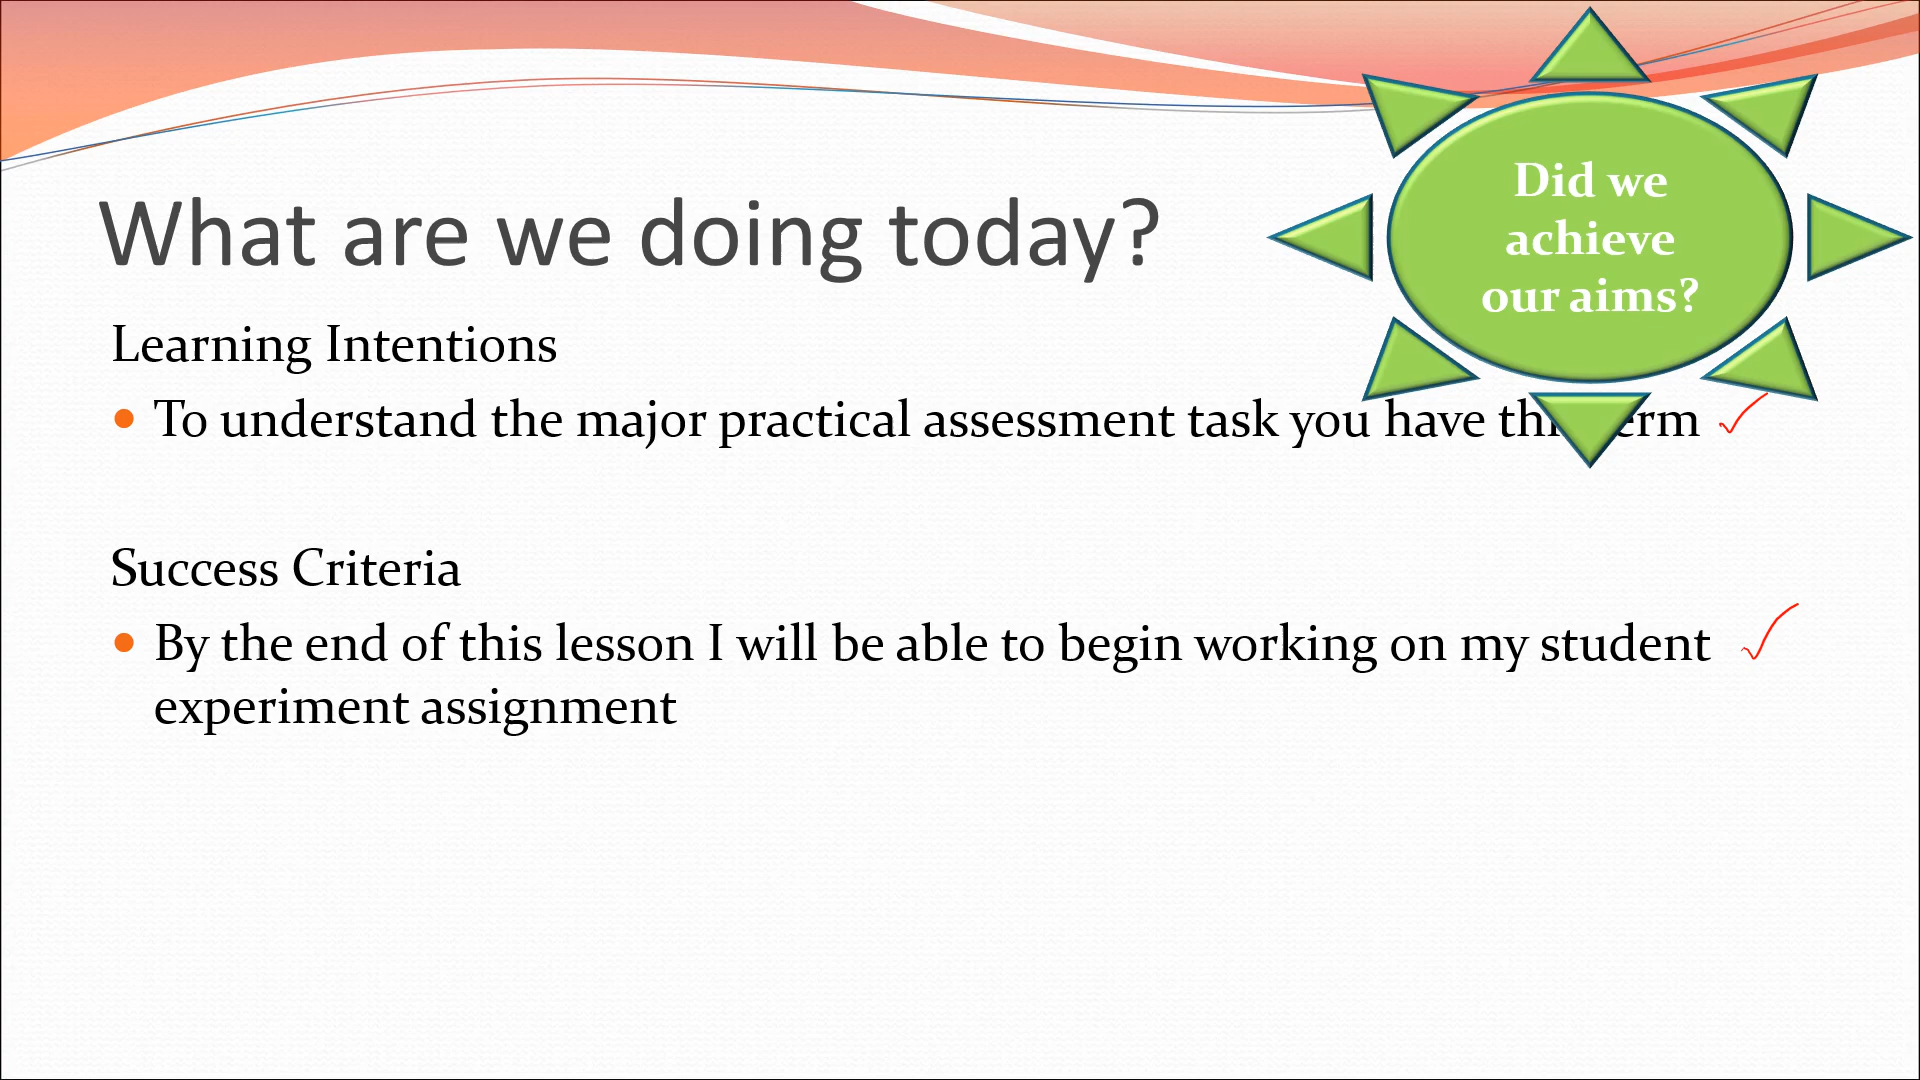 What are we doing today?
Did we
achieve
our aims?
Learning Intentions
• To understand the major practical assessment task you have thi erm
Success Criteria
• By the end of this lesson I will be able to begin working on my student
experiment assignment